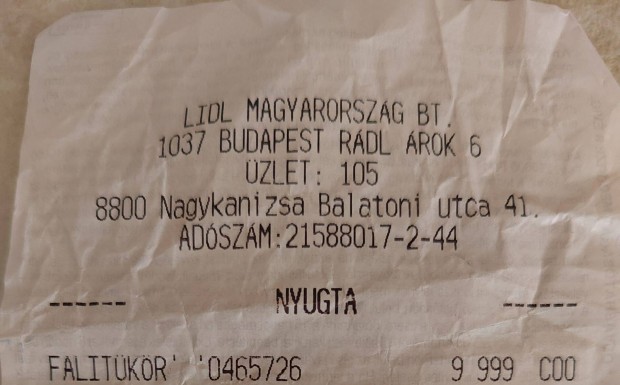 LIDL MAGYARORSZÁG BT.
1037 BUDAPEST RÁDL ÁROK 6
ÜZLET: 105
8800 Nagykanizsa Balatoni utca 41.
ADÓSZÁM:21588017-2-44
------ NYUGTA ------
FALITÜKÖR' '0465726 9 999 C00